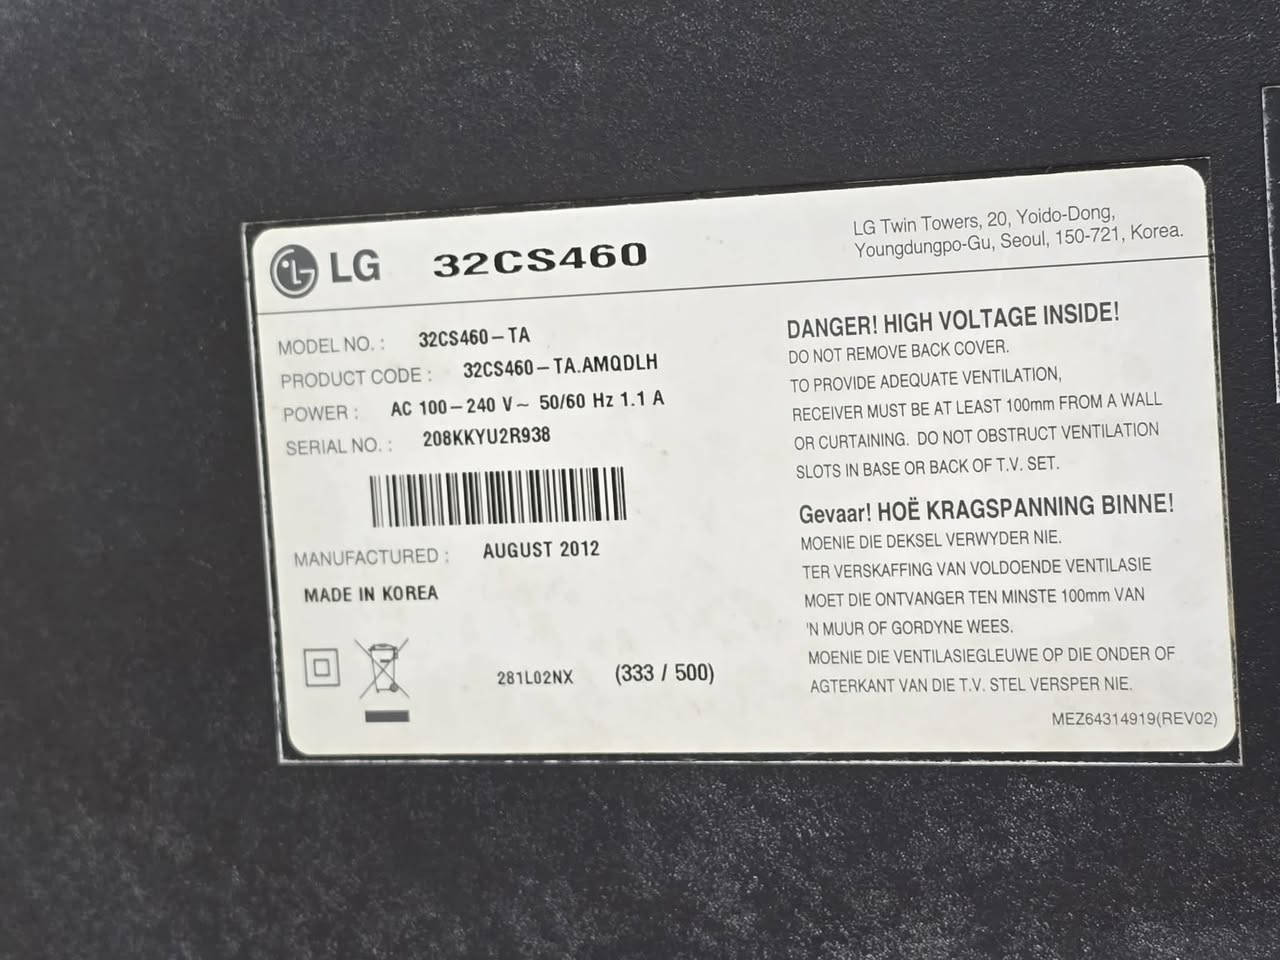 LG 32CS460
LG Twin Towers, 20, Yoido-Dong,
Youngdungpo-Gu, Seoul, 150-721, Korea.
MODEL NO. : 32CS460-TA
PRODUCT CODE : 32CS460-TA.AMQDLH
POWER : AC 100-240 V~ 50/60 Hz 1.1 A
SERIAL NO. : 208KKYU2R938
MANUFACTURED : AUGUST 2012
MADE IN KOREA
281L02NX (333 / 500)
DANGER! HIGH VOLTAGE INSIDE!
DO NOT REMOVE BACK COVER.
TO PROVIDE ADEQUATE VENTILATION,
RECEIVER MUST BE AT LEAST 100mm FROM A WALL
OR CURTAINING. DO NOT OBSTRUCT VENTILATION
SLOTS IN BASE OR BACK OF T.V. SET.
Gevaar! HOË KRAGSPANNING BINNE!
MOENIE DIE DEKSEL VERWYDER NIE.
TER VERSKAFFING VAN VOLDOENDE VENTILASIE
MOET DIE ONTVANGER TEN MINSTE 100mm VAN
'N MUUR OF GORDYNE WEES.
MOENIE DIE VENTILASIEGLEUWE OP DIE ONDER OF
AGTERKANT VAN DIE T.V. STEL VERSPER NIE.
MEZ64314919(REV02)